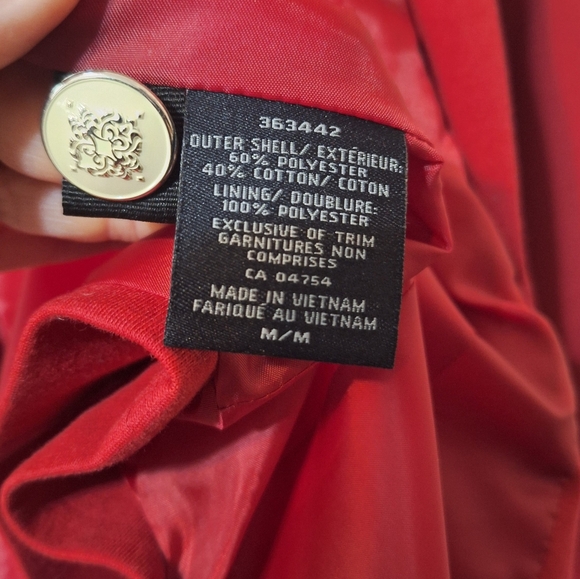 363442
OUTER SHELL/ EXTÉRIEUR:
60% POLYESTER
40% COTTON/ COTON
LINING/ DOUBLURE:
100% POLYESTER
EXCLUSIVE OF TRIM
GARNITURES NON
COMPRISES
CA 04754
MADE IN VIETNAM
FARIQUÉ AU VIETNAM
M/M